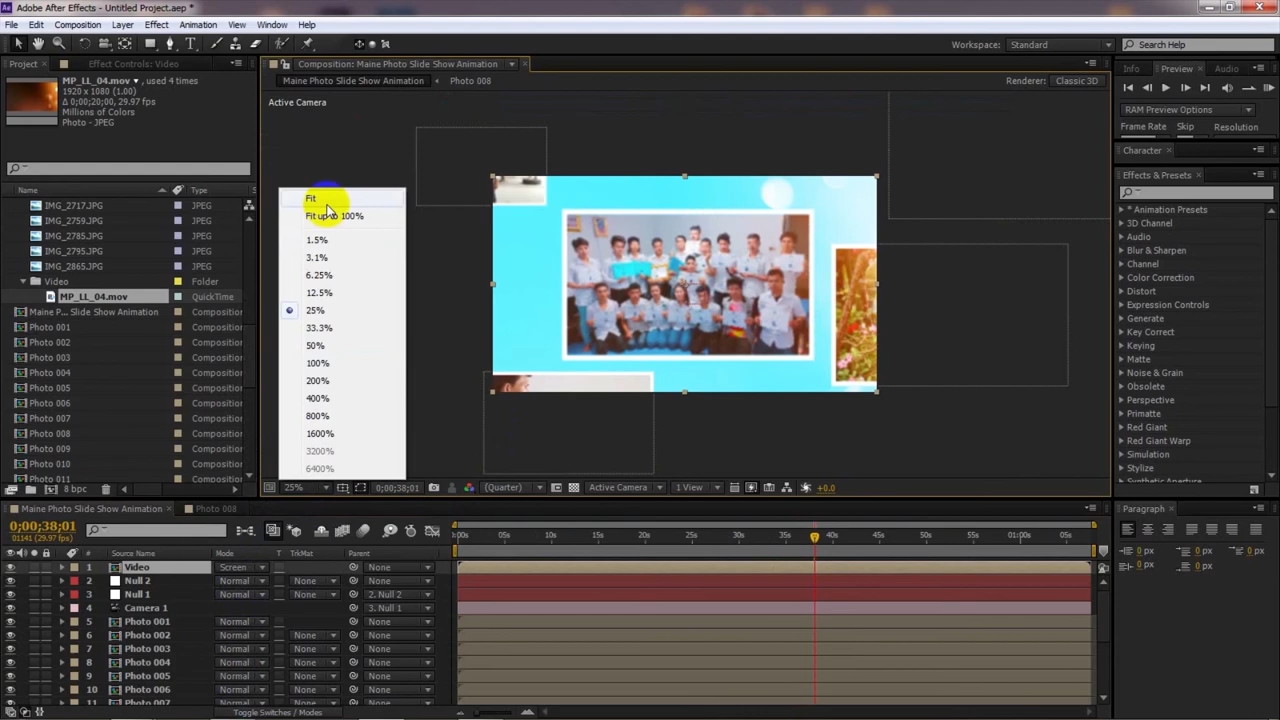 Adobe After Effects - Untitled Project.aep *
File Edit Composition Layer Effect Animation View Window Help
Workspace: Standard Search Help
Project Effect Controls: Video
MP_LL_04.mov ▾, used 4 times
1920 x 1080 (1.00)
Δ 0;00;20;00, 29.97 fps
Millions of Colors
Photo - JPEG
Name Type
IMG_2717.JPG JPEG
IMG_2759.JPG JPEG
IMG_2785.JPG JPEG
IMG_2795.JPG JPEG
IMG_2865.JPG JPEG
Video Folder
MP_LL_04.mov QuickTime
Maine P... Slide Show Animation Composition
Photo 001 Composition
Photo 002 Composition
Photo 003 Composition
Photo 004 Composition
Photo 005 Composition
Photo 006 Composition
Photo 007 Composition
Photo 008 Composition
Photo 009 Composition
Photo 010 Composition
Photo 011 Composition
8 bpc
Composition: Maine Photo Slide Show Animation
Maine Photo Slide Show Animation Photo 008
Renderer: Classic 3D
Active Camera
Fit
Fit up to 100%
1.5%
3.1%
6.25%
12.5%
25%
33.3%
50%
100%
200%
400%
800%
1600%
3200%
6400%
25% 0;00;38;01 (Quarter) Active Camera 1 View +0.0
Info Preview Audio
RAM Preview Options
Frame Rate Skip Resolution
Character
Effects & Presets
* Animation Presets
3D Channel
Audio
Blur & Sharpen
Channel
Color Correction
Distort
Expression Controls
Generate
Key Correct
Keying
Matte
Noise & Grain
Obsolete
Perspective
Primatte
Red Giant
Red Giant Warp
Simulation
Stylize
Synthetic Aperture
Maine Photo Slide Show Animation Photo 008
0;00;38;01
01141 (29.97 fps)
# Source Name Mode T TrkMat Parent
1 Video Screen None
2 Null 2 Normal None None
3 Null 1 Normal None 2. Null 2
4 Camera 1 3. Null 1
5 Photo 001 Normal None
6 Photo 002 Normal None None
7 Photo 003 Normal None None
8 Photo 004 Normal None None
9 Photo 005 Normal None None
10 Photo 006 Normal None None
11 Photo 007 Normal None None
Toggle Switches / Modes
0:00s 05s 10s 15s 20s 25s 30s 35s 40s 45s 50s 55s 01:00s 05s
Paragraph
0 px 0 px 0 px
0 px 0 px